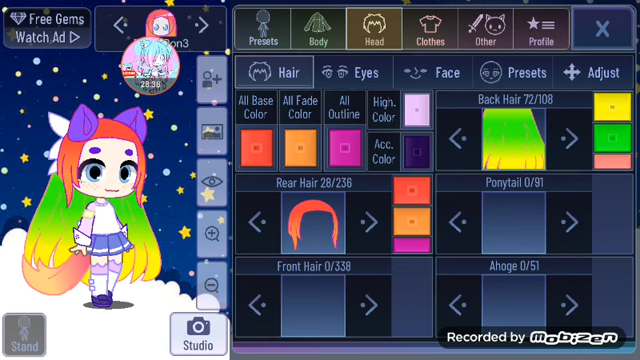 Free Gems
Watch Ad
28:38
Presets
Body
Head
Clothes
Other
Profile
X
Hair
Eyes
Face
Presets
Adjust
All Base
Color
All Fade
Color
All
Outline
High.
Color
Acc.
Color
Back Hair 72/108
Rear Hair 28/236
Ponytail 0/91
Front Hair 0/338
Ahoge 0/51
Stand
Studio
Recorded by
mobizen